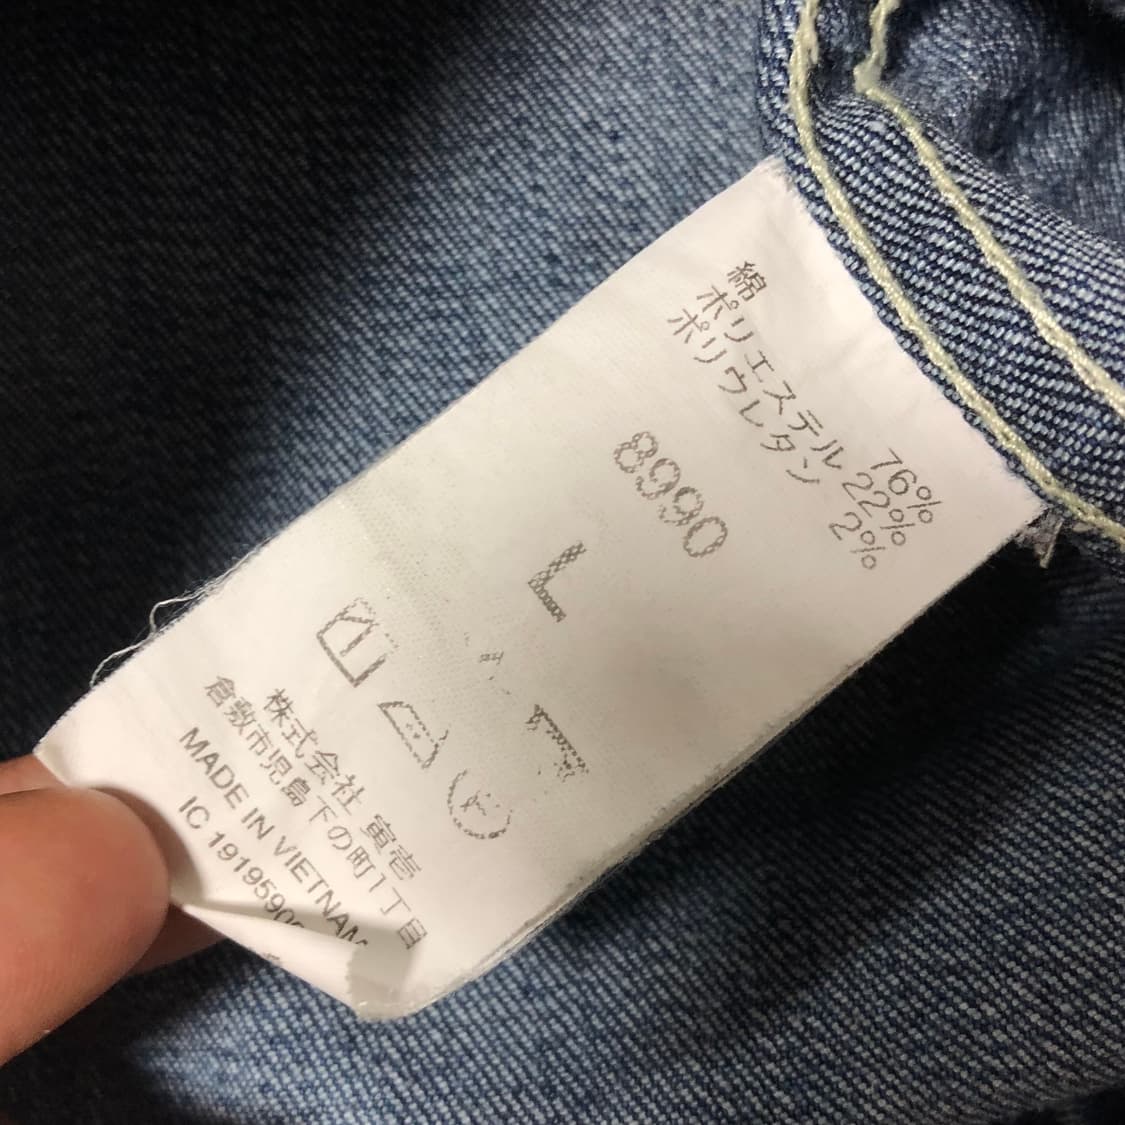 綿 76%
ポリエステル 22%
ポリウレタン 2%
8990
L
株式会社 寅壱
倉敷市児島下の町1丁目
MADE IN VIETNAM
IC